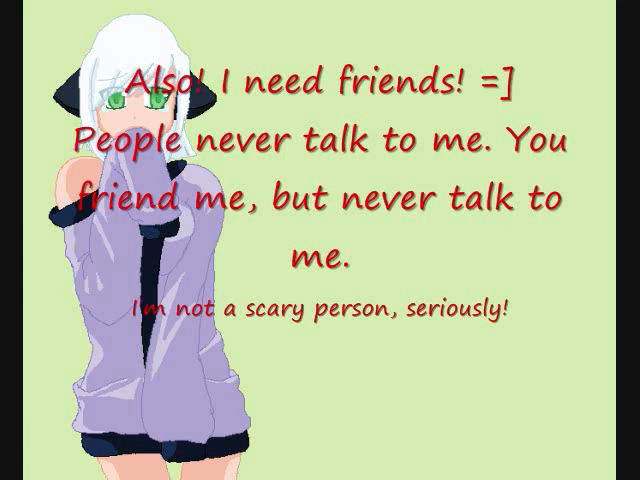 Also! I need friends! =]
People never talk to me. You
friend me, but never talk to
me.
I'm not a scary person, seriously!